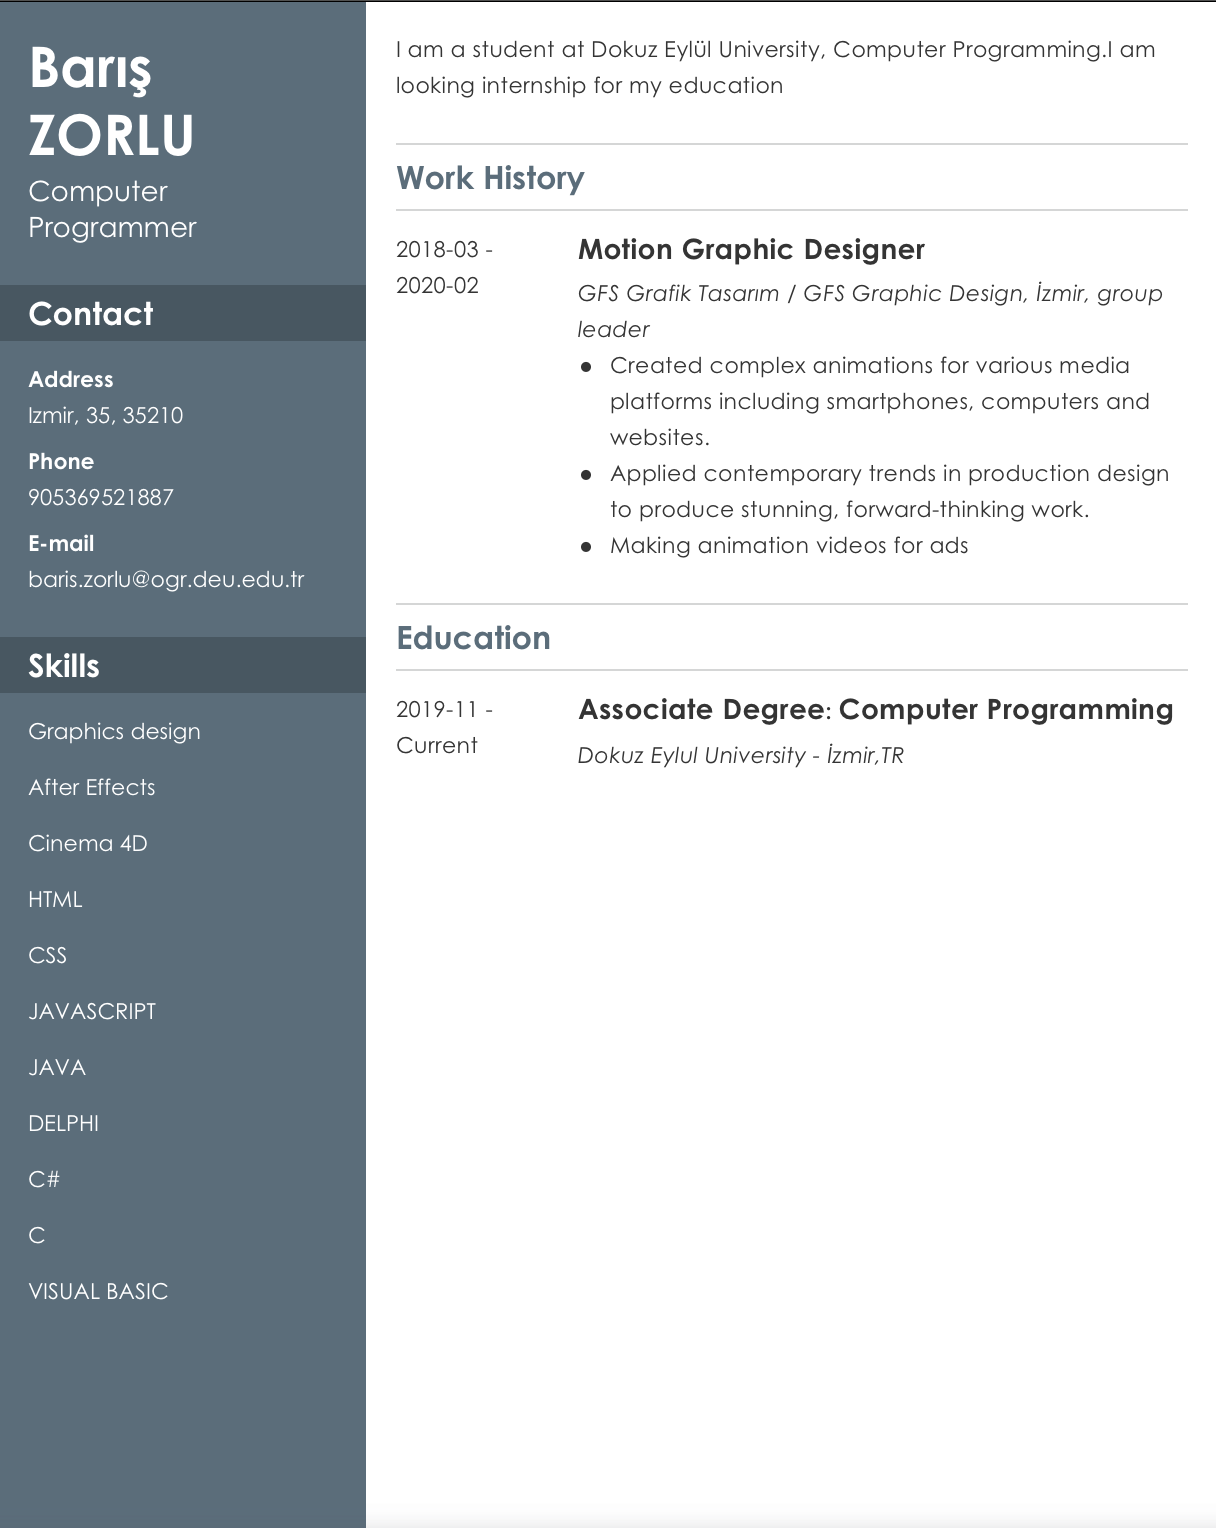 Barış
ZORLU
Computer
Programmer
Contact
Address
Izmir, 35, 35210
Phone
905369521887
E-mail
baris.zorlu@ogr.deu.edu.tr
Skills
Graphics design
After Effects
Cinema 4D
HTML
CSS
JAVASCRIPT
JAVA
DELPHI
C#
C
VISUAL BASIC
I am a student at Dokuz Eylül University, Computer Programming.I am
looking internship for my education
Work History
2018-03 -
2020-02
Motion Graphic Designer
GFS Grafik Tasarım / GFS Graphic Design, İzmir, group
leader
● Created complex animations for various media
platforms including smartphones, computers and
websites.
● Applied contemporary trends in production design
to produce stunning, forward-thinking work.
● Making animation videos for ads
Education
2019-11 -
Current
Associate Degree: Computer Programming
Dokuz Eylul University - İzmir,TR